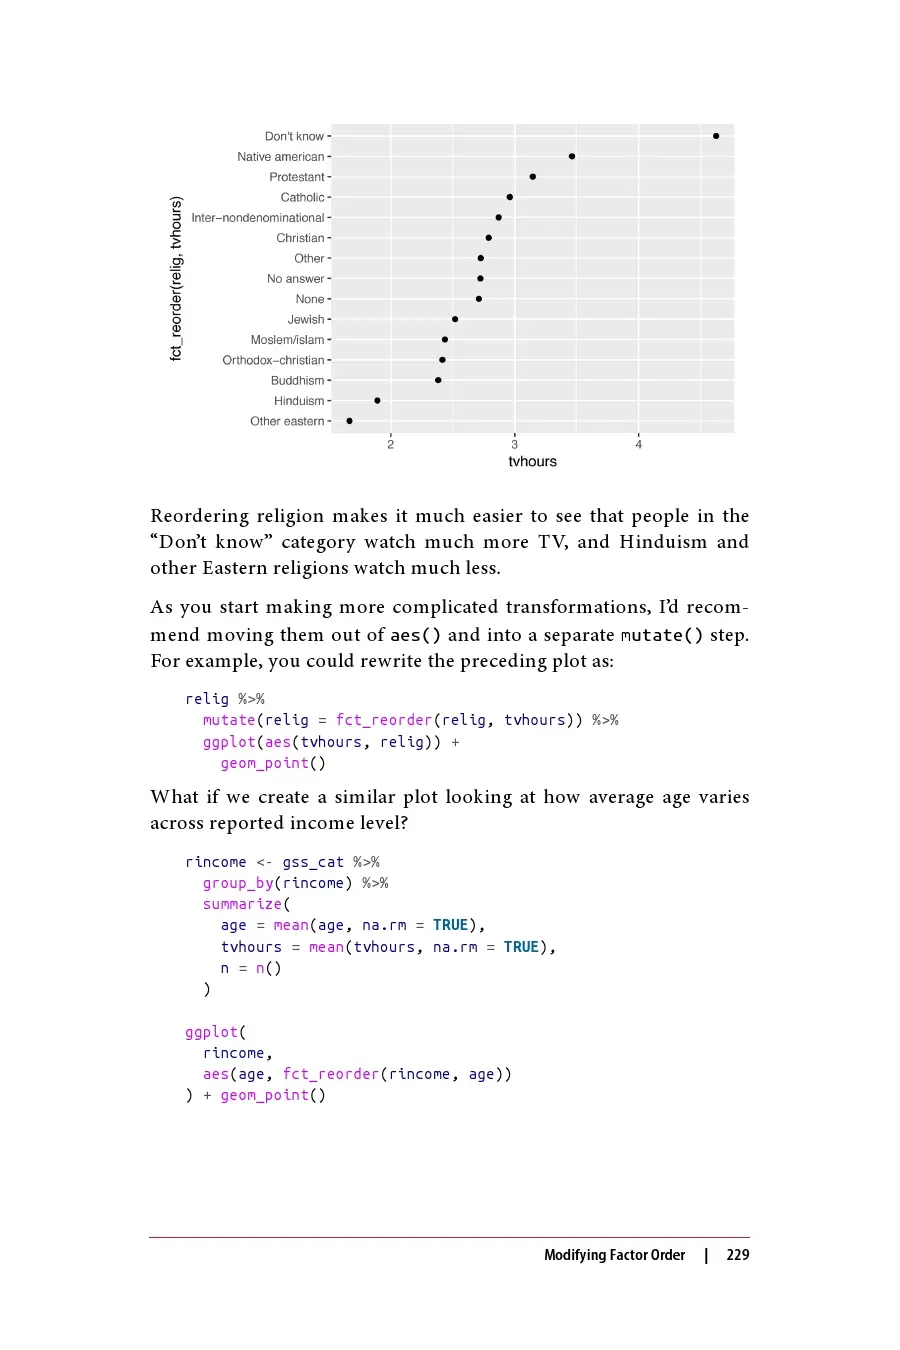 Don't know
Native american
Protestant
Catholic
Inter-nondenominational
Christian
Other
No answer
None
Jewish
Moslem/islam
Orthodox-christian
Buddhism
Hinduism
Other eastern
fct_reorder(relig, tvhours)
2 3 4
tvhours
Reordering religion makes it much easier to see that people in the
“Don’t know” category watch much more TV, and Hinduism and
other Eastern religions watch much less.
As you start making more complicated transformations, I’d recom-
mend moving them out of aes() and into a separate mutate() step.
For example, you could rewrite the preceding plot as:
relig %>%
  mutate(relig = fct_reorder(relig, tvhours)) %>%
  ggplot(aes(tvhours, relig)) +
    geom_point()
What if we create a similar plot looking at how average age varies
across reported income level?
rincome <- gss_cat %>%
  group_by(rincome) %>%
  summarize(
    age = mean(age, na.rm = TRUE),
    tvhours = mean(tvhours, na.rm = TRUE),
    n = n()
  )
ggplot(
  rincome,
  aes(age, fct_reorder(rincome, age))
) + geom_point()
Modifying Factor Order | 229